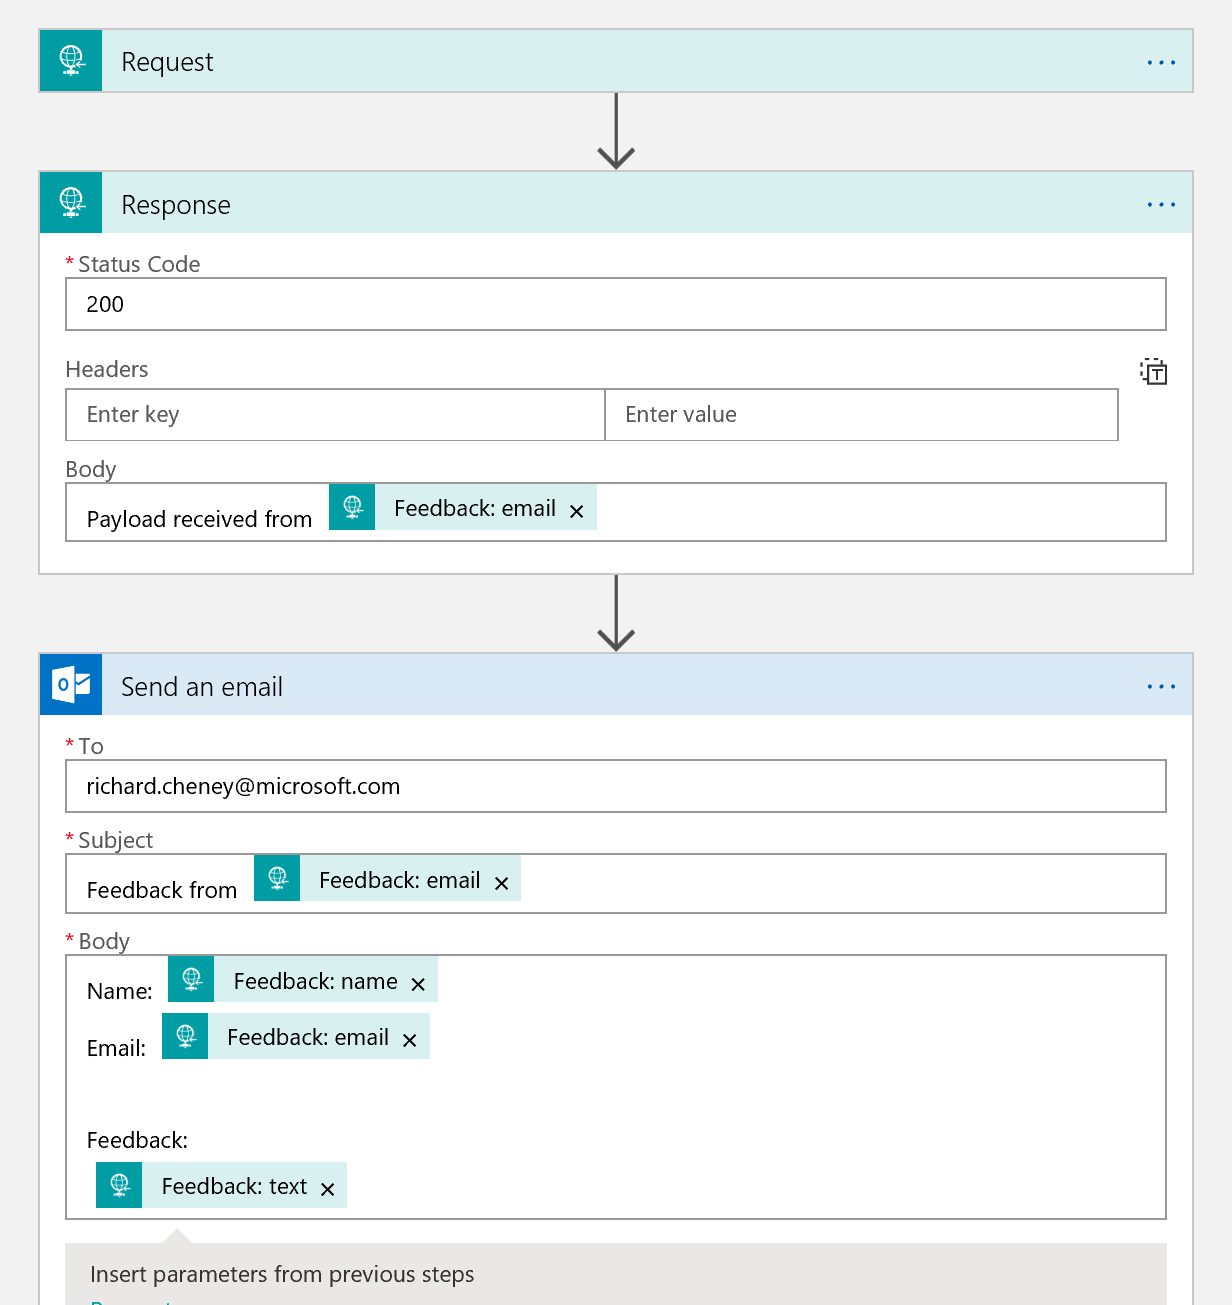 Request
Response
* Status Code
200
Headers
Enter key Enter value
Body
Payload received from Feedback: email ×
Send an email
* To
richard.cheney@microsoft.com
* Subject
Feedback from Feedback: email ×
* Body
Name: Feedback: name ×
Email: Feedback: email ×
Feedback:
Feedback: text ×
Insert parameters from previous steps